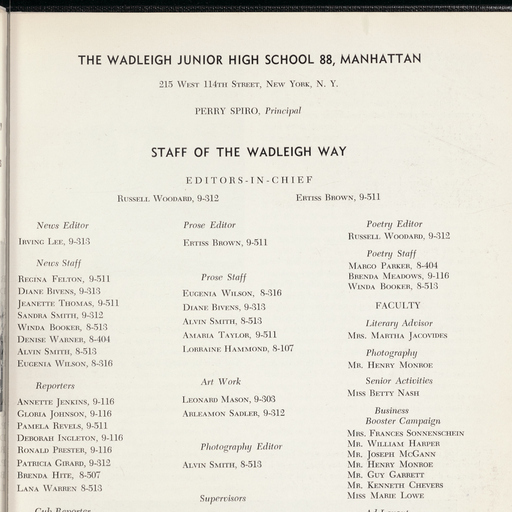 THE WADLEIGH JUNIOR HIGH SCHOOL 88, MANHATTAN
215 West 114th Street, New York, N. Y.
PERRY SPIRO, Principal
STAFF OF THE WADLEIGH WAY
EDITORS-IN-CHIEF
Russell Woodard, 9-312
Ertiss Brown, 9-511
News Editor
Irving Lee, 9-313
News Staff
Regina Felton, 9-511
Diane Bivens, 9-313
Jeanette Thomas, 9-511
Sandra Smith, 9-312
Winda Booker, 8-513
Denise Warner, 8-404
Alvin Smith, 8-513
Eugenia Wilson, 8-316
Reporters
Annette Jenkins, 9-116
Gloria Johnson, 9-116
Pamela Revels, 9-511
Deborah Ingleton, 9-116
Ronald Prester, 9-116
Patricia Girard, 9-312
Brenda Hite, 8-507
Lana Warren 8-513
Cub Reporter
Prose Editor
Ertiss Brown, 9-511
Prose Staff
Eugenia Wilson, 8-316
Diane Bivens, 9-313
Alvin Smith, 8-513
Amaria Taylor, 9-511
Lorraine Hammond, 8-107
Art Work
Leonard Mason, 9-303
Arleamon Sadler, 9-312
Photography Editor
Alvin Smith, 8-513
Supervisors
Poetry Editor
Russell Woodard, 9-312
Poetry Staff
Margo Parker, 8-404
Brenda Meadows, 9-116
Winda Booker, 8-513
FACULTY
Literary Advisor
Mrs. Martha Jacovides
Photography
Mr. Henry Monroe
Senior Activities
Miss Betty Nash
Business
Booster Campaign
Mrs. Frances Sonnenschein
Mr. William Harper
Mr. Joseph McGann
Mr. Henry Monroe
Mr. Guy Garrett
Mr. Kenneth Chevers
Miss Marie Lowe